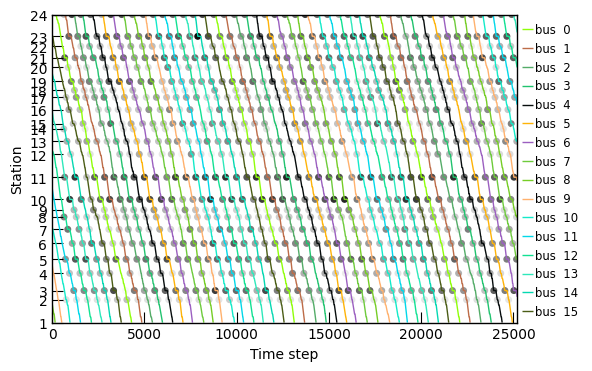 24
23
22
21
20
19
18
17
16
15
14
13
12
11
10
9
8
7
6
5
4
3
2
1
Station
0 5000 10000 15000 20000 25000
Time step
bus 0
bus 1
bus 2
bus 3
bus 4
bus 5
bus 6
bus 7
bus 8
bus 9
bus 10
bus 11
bus 12
bus 13
bus 14
bus 15